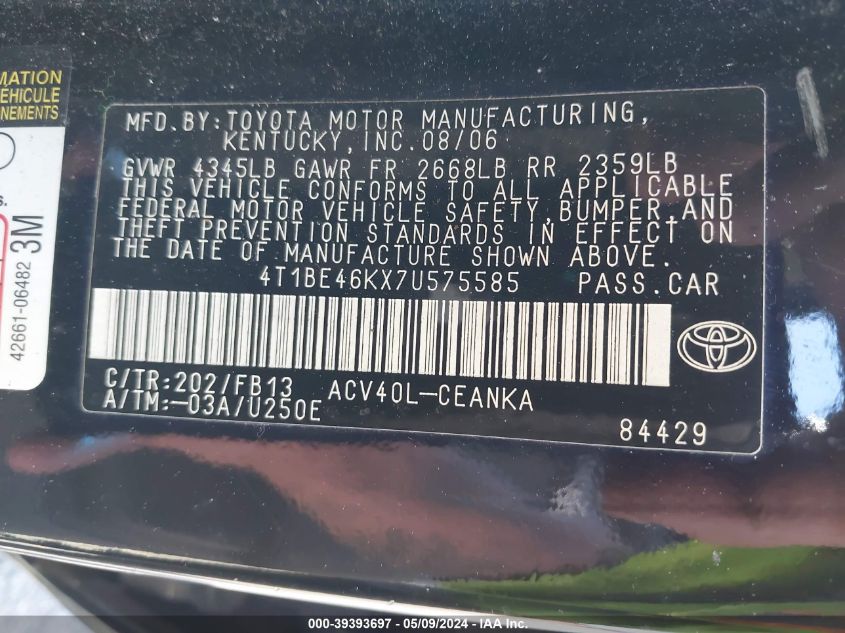 MATION
EHICULE
NEMENTS
s.
3M
42661-06482
MFD.BY:TOYOTA MOTOR MANUFACTURING,
KENTUCKY,INC.08/06
GVWR 4345LB GAWR FR 2668LB RR 2359LB
THIS VEHICLE CONFORMS TO ALL APPLICABLE
FEDERAL MOTOR VEHICLE SAFETY,BUMPER,AND
THEFT PREVENTION STANDARDS IN EFFECT ON
THE DATE OF MANUFACTURE SHOWN ABOVE.
4T1BE46KX7U575585 PASS.CAR
C/TR:202/FB13 ACV40L-CEANKA
A/TM:-03A/U250E
84429
000-39393697 - 05/09/2024 - IAA Inc.